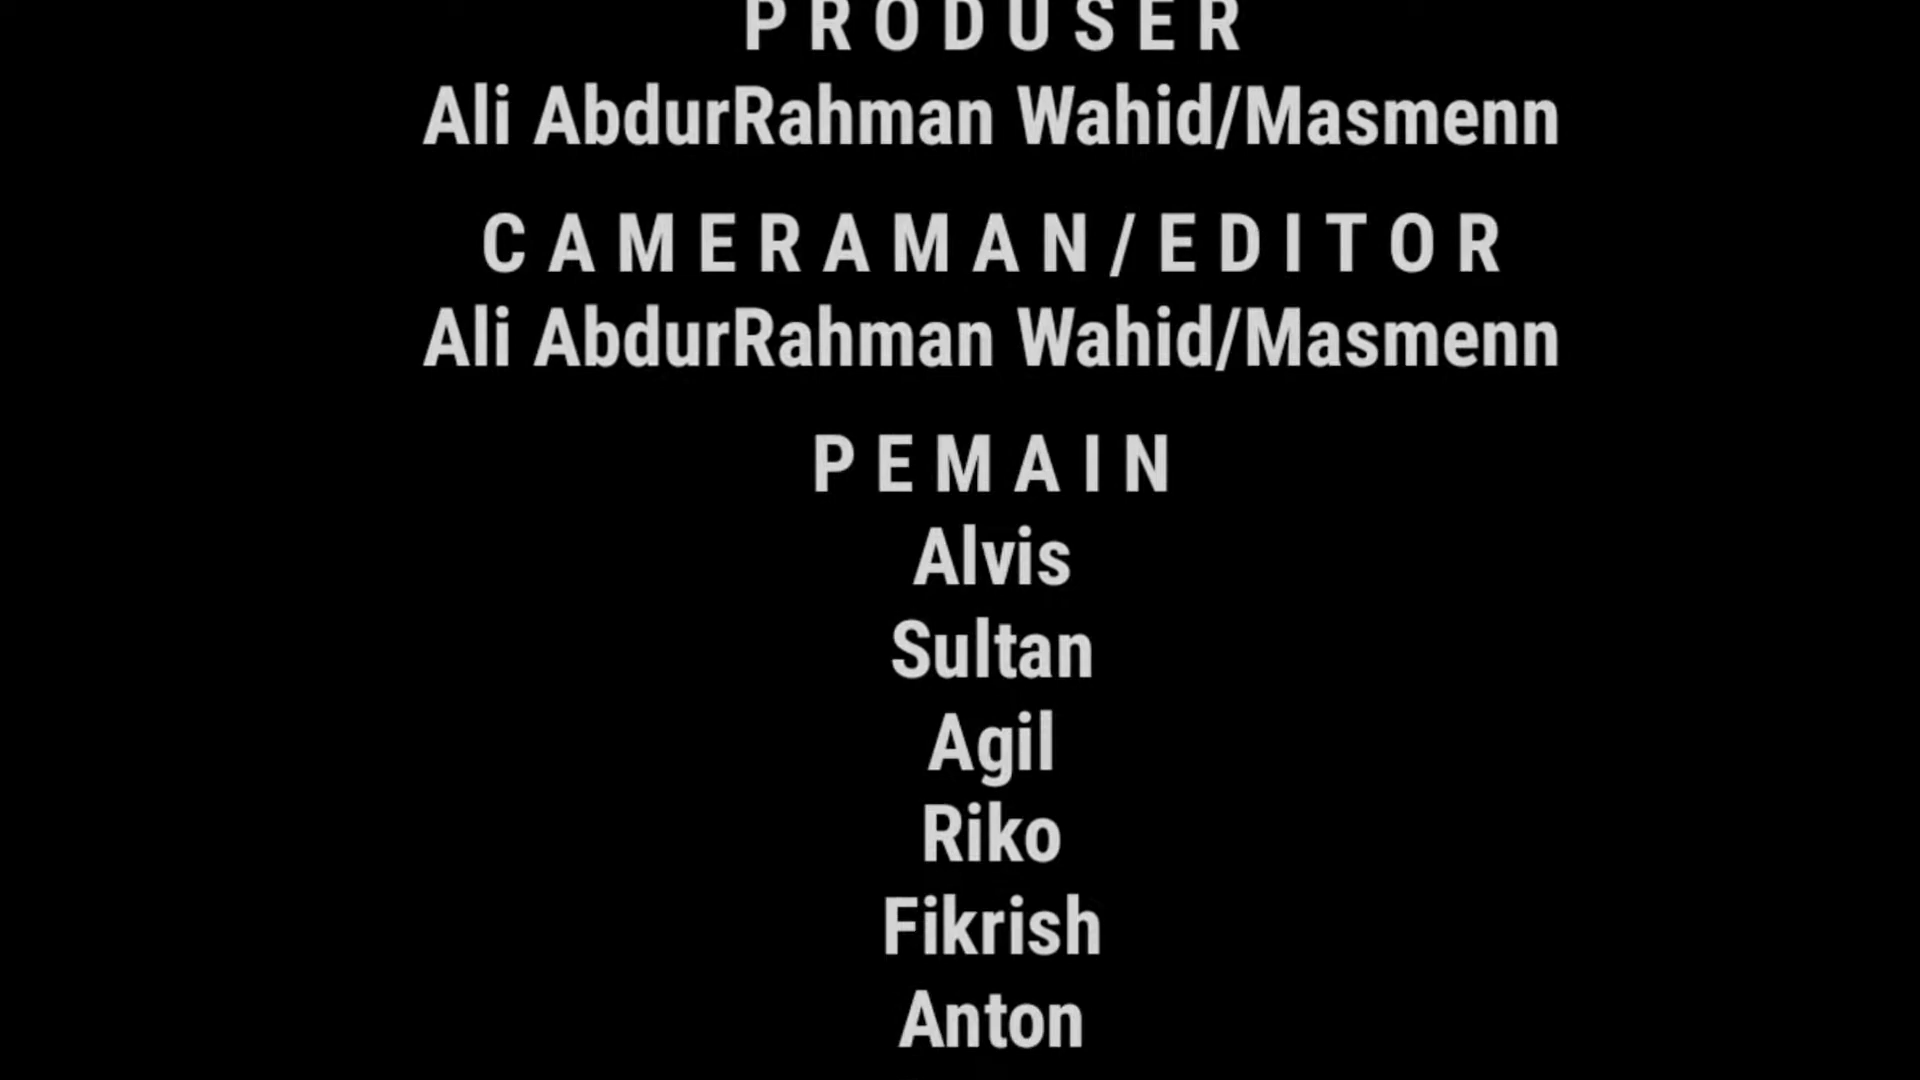 PRODUSER
Ali AbdurRahman Wahid/Masmenn
CAMERAMAN/EDITOR
Ali AbdurRahman Wahid/Masmenn
PEMAIN
Alvis
Sultan
Agil
Riko
Fikrish
Anton